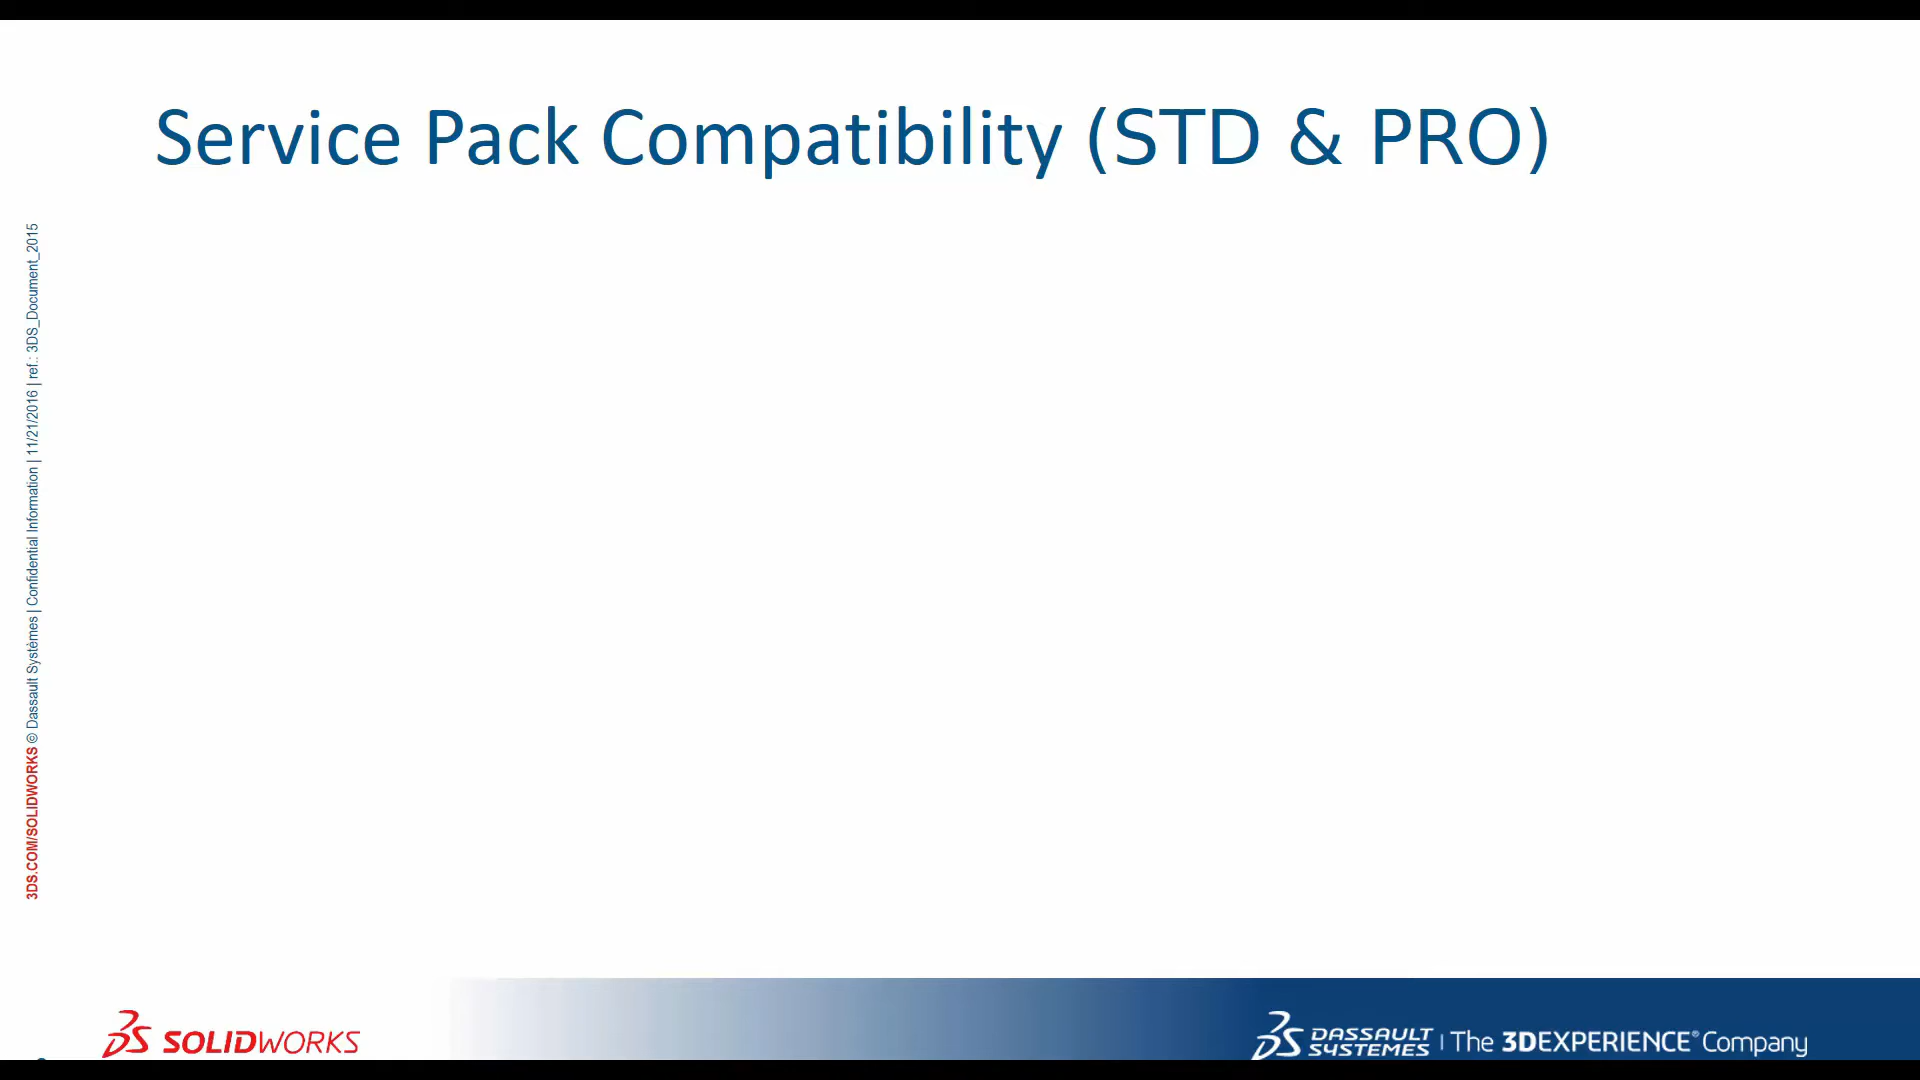 Service Pack Compatibility (STD & PRO)
3DS.COM/SOLIDWORKS © Dassault Systèmes | Confidential Information | 11/21/2016 | ref.: 3DS_Document_2015
SOLIDWORKS
DASSAULT SYSTEMES | The 3DEXPERIENCE® Company